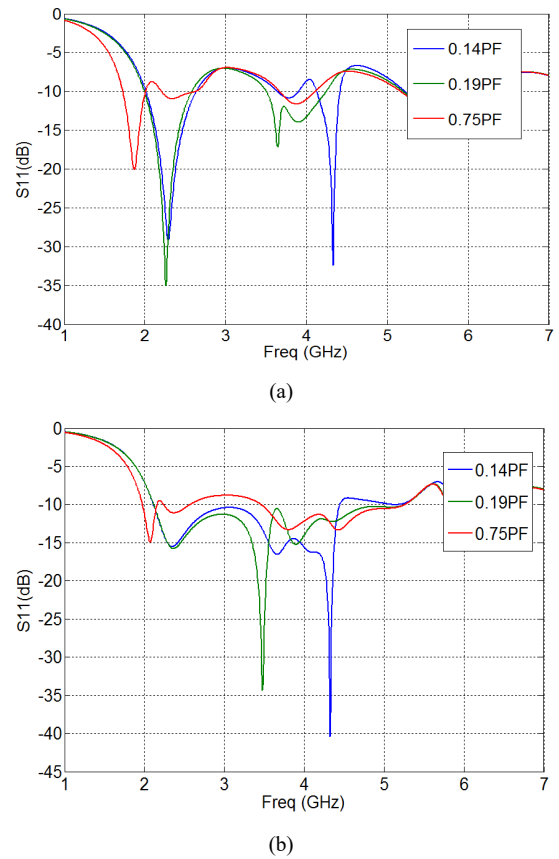 0
-5
-10
-15
-20
-25
-30
-35
-40
S11(dB)
0.14PF
0.19PF
0.75PF
1 2 3 4 5 6 7
Freq (GHz)
(a)
0
-5
-10
-15
-20
-25
-30
-35
-40
-45
S11(dB)
0.14PF
0.19PF
0.75PF
1 2 3 4 5 6 7
Freq (GHz)
(b)